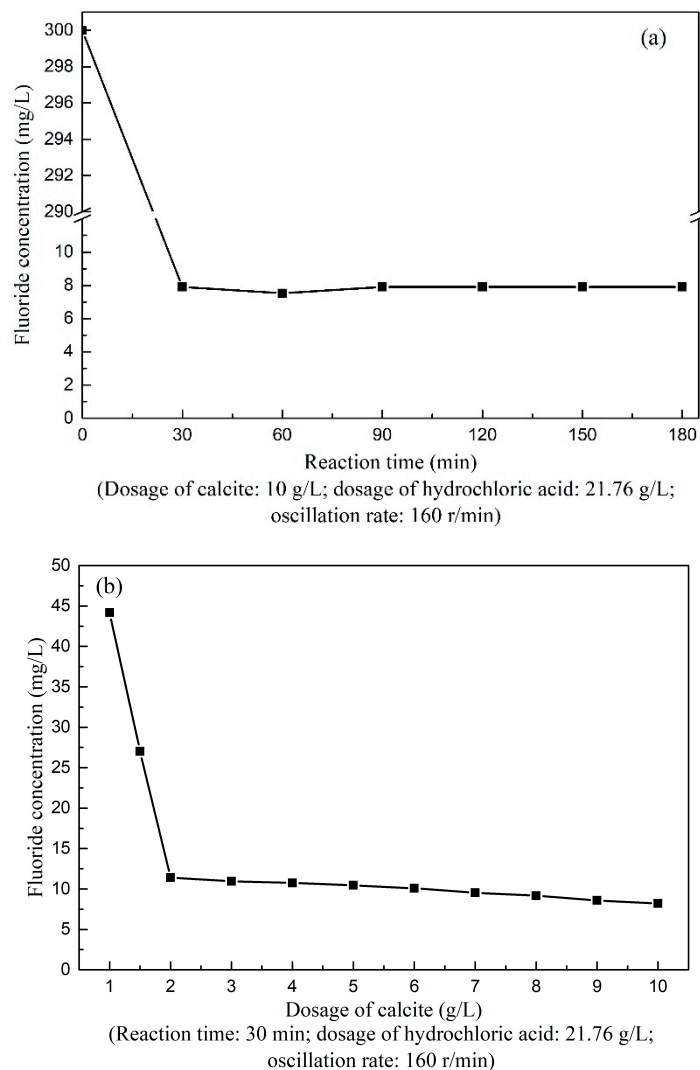 (a)
Fluoride concentration (mg/L)
300
298
296
294
292
290
10
8
6
4
2
0
0 30 60 90 120 150 180
Reaction time (min)
(Dosage of calcite: 10 g/L; dosage of hydrochloric acid: 21.76 g/L;
oscillation rate: 160 r/min)
(b)
Fluoride concentration (mg/L)
50
45
40
35
30
25
20
15
10
5
0
1 2 3 4 5 6 7 8 9 10
Dosage of calcite (g/L)
(Reaction time: 30 min; dosage of hydrochloric acid: 21.76 g/L;
oscillation rate: 160 r/min)